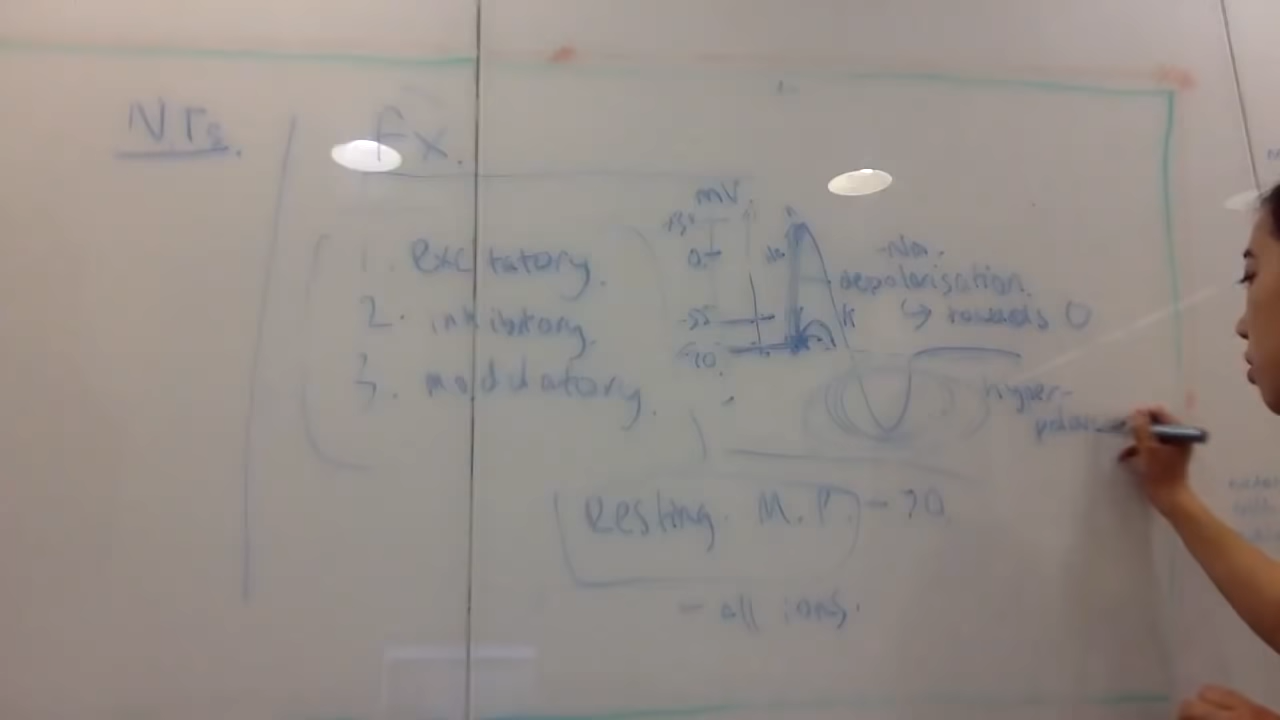 NTs.
Fx.
1. excitatory.
2. inhibitory.
3. modulatory.
mV
0
-55
-70
Na
Na.
depolarisation.
↳ towards 0
K
hyper-
polar
Resting. M.P. - 70
- all ions.